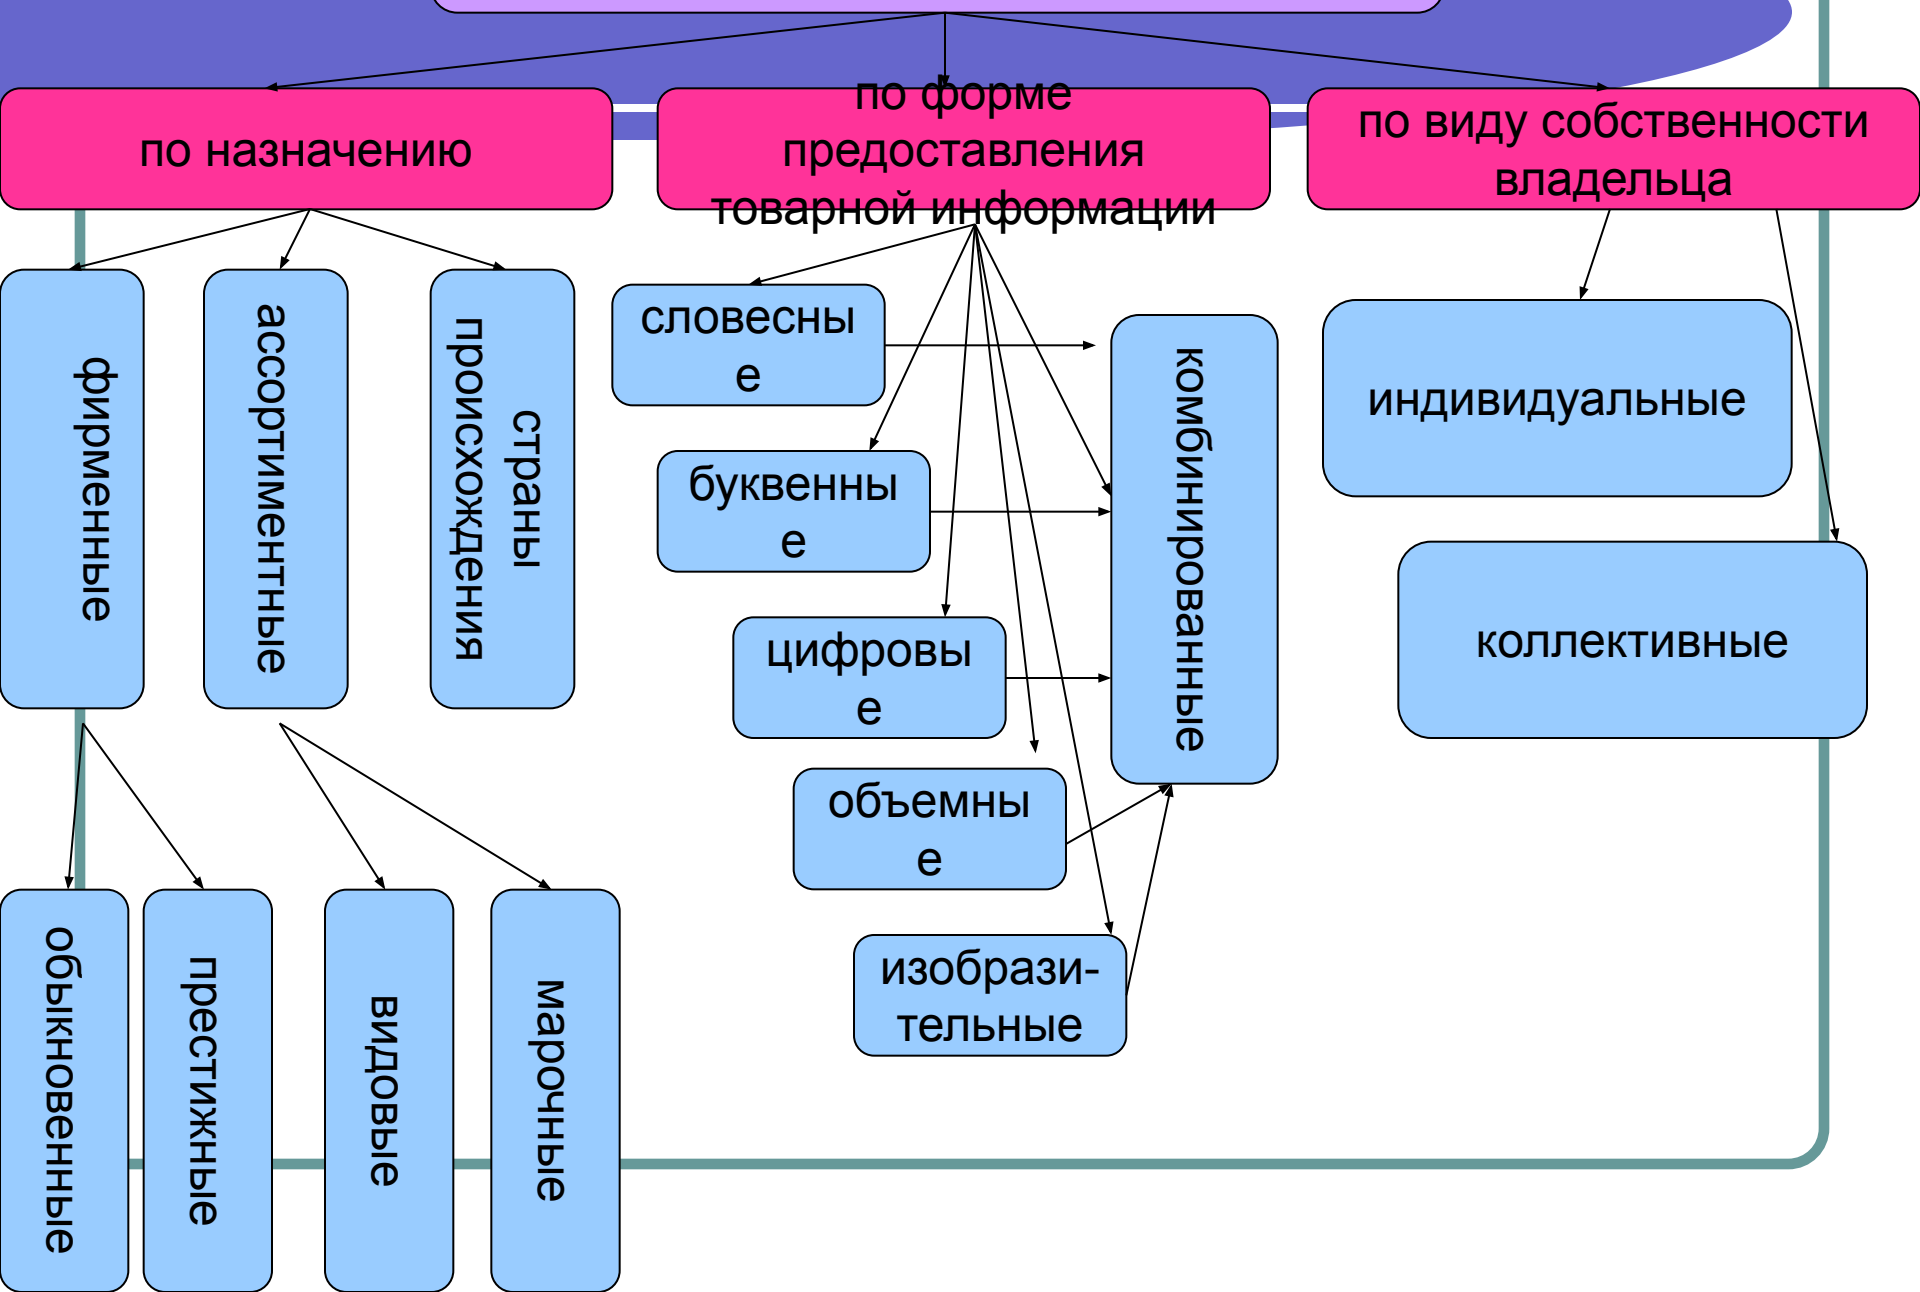 по назначению
по форме
предоставления
товарной информации
по виду собственности
владельца
фирменные
ассортиментные
страны
происхождения
словесны
е
буквенны
е
цифровы
е
объемны
е
изобрази-
тельные
комбинированные
индивидуальные
коллективные
обыкновенные
престижные
видовые
марочные